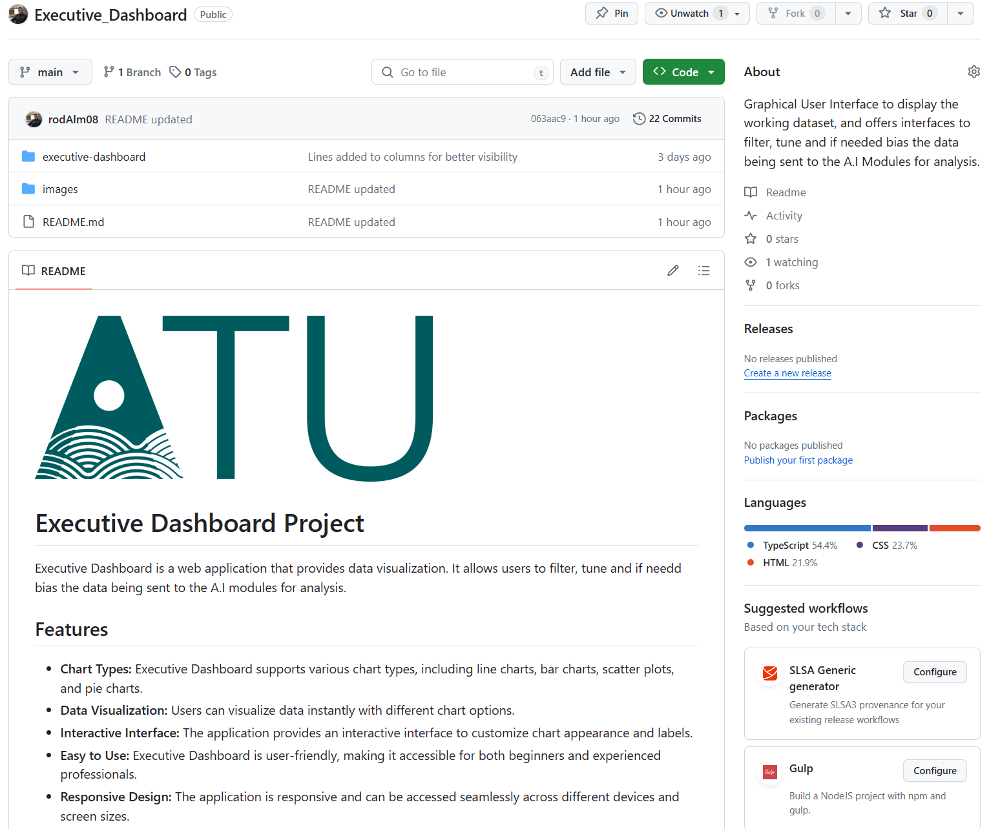 Executive_Dashboard Public
Pin
Unwatch 1
Fork 0
Star 0
main
1 Branch
0 Tags
Go to file t
Add file
Code
rodAlm08 README updated
063aac9 · 1 hour ago
22 Commits
executive-dashboard Lines added to columns for better visibility 3 days ago
images README updated 1 hour ago
README.md README updated 1 hour ago
README
ATU
Executive Dashboard Project
Executive Dashboard is a web application that provides data visualization. It allows users to filter, tune and if needd
bias the data being sent to the A.I modules for analysis.
Features
• Chart Types: Executive Dashboard supports various chart types, including line charts, bar charts, scatter plots,
and pie charts.
• Data Visualization: Users can visualize data instantly with different chart options.
• Interactive Interface: The application provides an interactive interface to customize chart appearance and labels.
• Easy to Use: Executive Dashboard is user-friendly, making it accessible for both beginners and experienced
professionals.
• Responsive Design: The application is responsive and can be accessed seamlessly across different devices and
screen sizes.
About
Graphical User Interface to display the
working dataset, and offers interfaces to
filter, tune and if needed bias the data
being sent to the A.I Modules for analysis.
Readme
Activity
0 stars
1 watching
0 forks
Releases
No releases published
Create a new release
Packages
No packages published
Publish your first package
Languages
TypeScript 54.4% CSS 23.7%
HTML 21.9%
Suggested workflows
Based on your tech stack
SLSA Generic
generator
Configure
Generate SLSA3 provenance for your
existing release workflows
Gulp
Gulp
Configure
Build a NodeJS project with npm and
gulp.